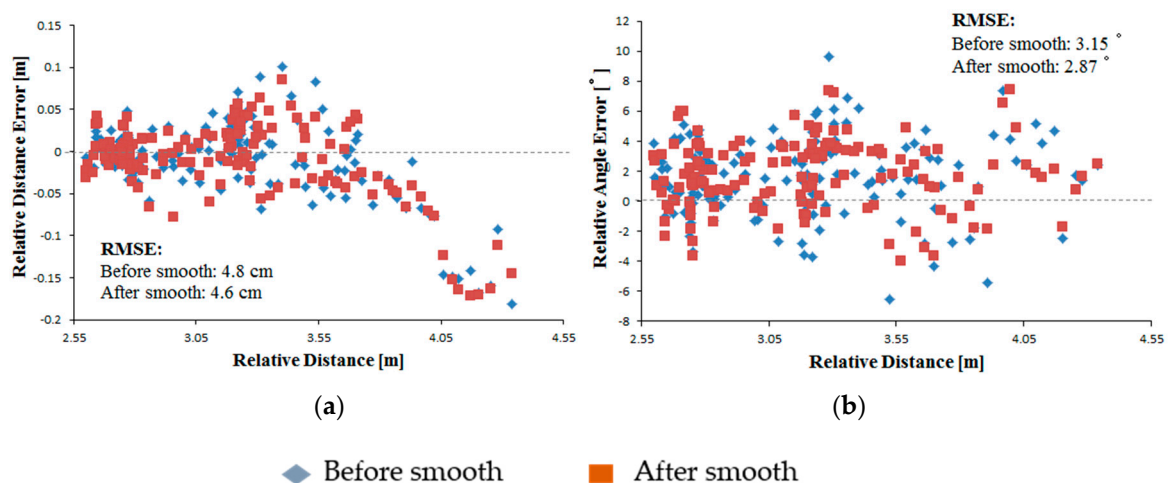 0.15
0.1
0.05
0
-0.05
-0.1
-0.15
-0.2
Relative Distance Error [m]
RMSE:
Before smooth: 4.8 cm
After smooth: 4.6 cm
2.55 3.05 3.55 4.05 4.55
Relative Distance [m]
(a)
12
10
8
6
4
2
0
-2
-4
-6
-8
Relative Angle Error [°]
RMSE:
Before smooth: 3.15 °
After smooth: 2.87 °
2.55 3.05 3.55 4.05 4.55
Relative Distance [m]
(b)
Before smooth After smooth